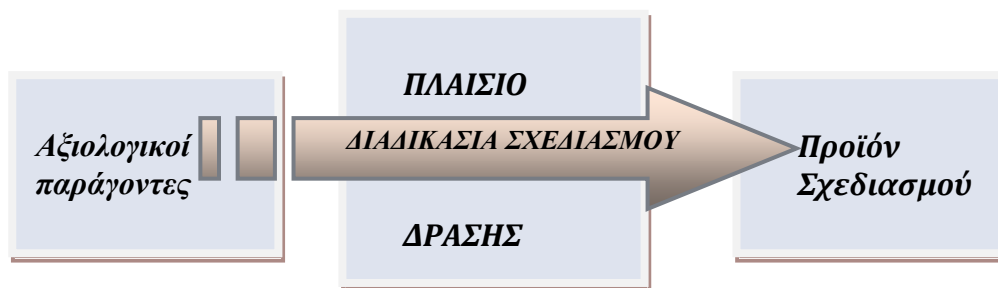 Αξιολογικοί
παράγοντες
ΠΛΑΙΣΙΟ
ΔΙΑΔΙΚΑΣΙΑ ΣΧΕΔΙΑΣΜΟΥ
ΔΡΑΣΗΣ
Προϊόν
Σχεδιασμού